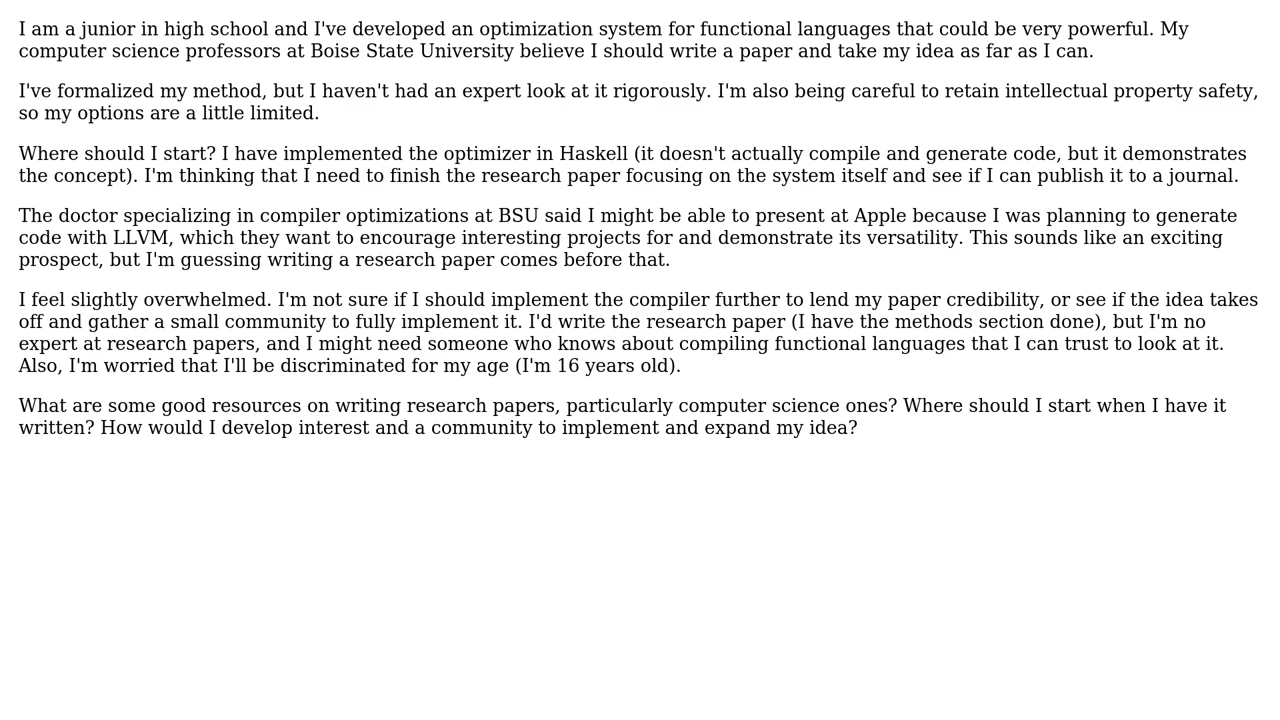 I am a junior in high school and I've developed an optimization system for functional languages that could be very powerful. My
computer science professors at Boise State University believe I should write a paper and take my idea as far as I can.
I've formalized my method, but I haven't had an expert look at it rigorously. I'm also being careful to retain intellectual property safety,
so my options are a little limited.
Where should I start? I have implemented the optimizer in Haskell (it doesn't actually compile and generate code, but it demonstrates
the concept). I'm thinking that I need to finish the research paper focusing on the system itself and see if I can publish it to a journal.
The doctor specializing in compiler optimizations at BSU said I might be able to present at Apple because I was planning to generate
code with LLVM, which they want to encourage interesting projects for and demonstrate its versatility. This sounds like an exciting
prospect, but I'm guessing writing a research paper comes before that.
I feel slightly overwhelmed. I'm not sure if I should implement the compiler further to lend my paper credibility, or see if the idea takes
off and gather a small community to fully implement it. I'd write the research paper (I have the methods section done), but I'm no
expert at research papers, and I might need someone who knows about compiling functional languages that I can trust to look at it.
Also, I'm worried that I'll be discriminated for my age (I'm 16 years old).
What are some good resources on writing research papers, particularly computer science ones? Where should I start when I have it
written? How would I develop interest and a community to implement and expand my idea?